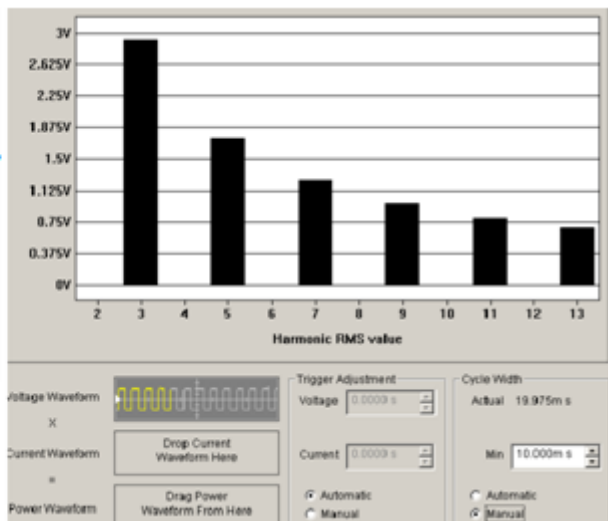 3V
2.625V
2.25V
1.875V
1.5V
1.125V
0.75V
0.375V
0V
2 3 4 5 6 7 8 9 10 11 12 13
Harmonic RMS value
Voltage Waveform
X
Current Waveform
=
Power Waveform
Drop Current
Waveform Here
Drag Power
Waveform From Here
Trigger Adjustment
Voltage 0.0000 s
Current 0.0000 s
Automatic
Manual
Cycle Width
Actual 19.975m s
Min 10.000m s
Automatic
Manual